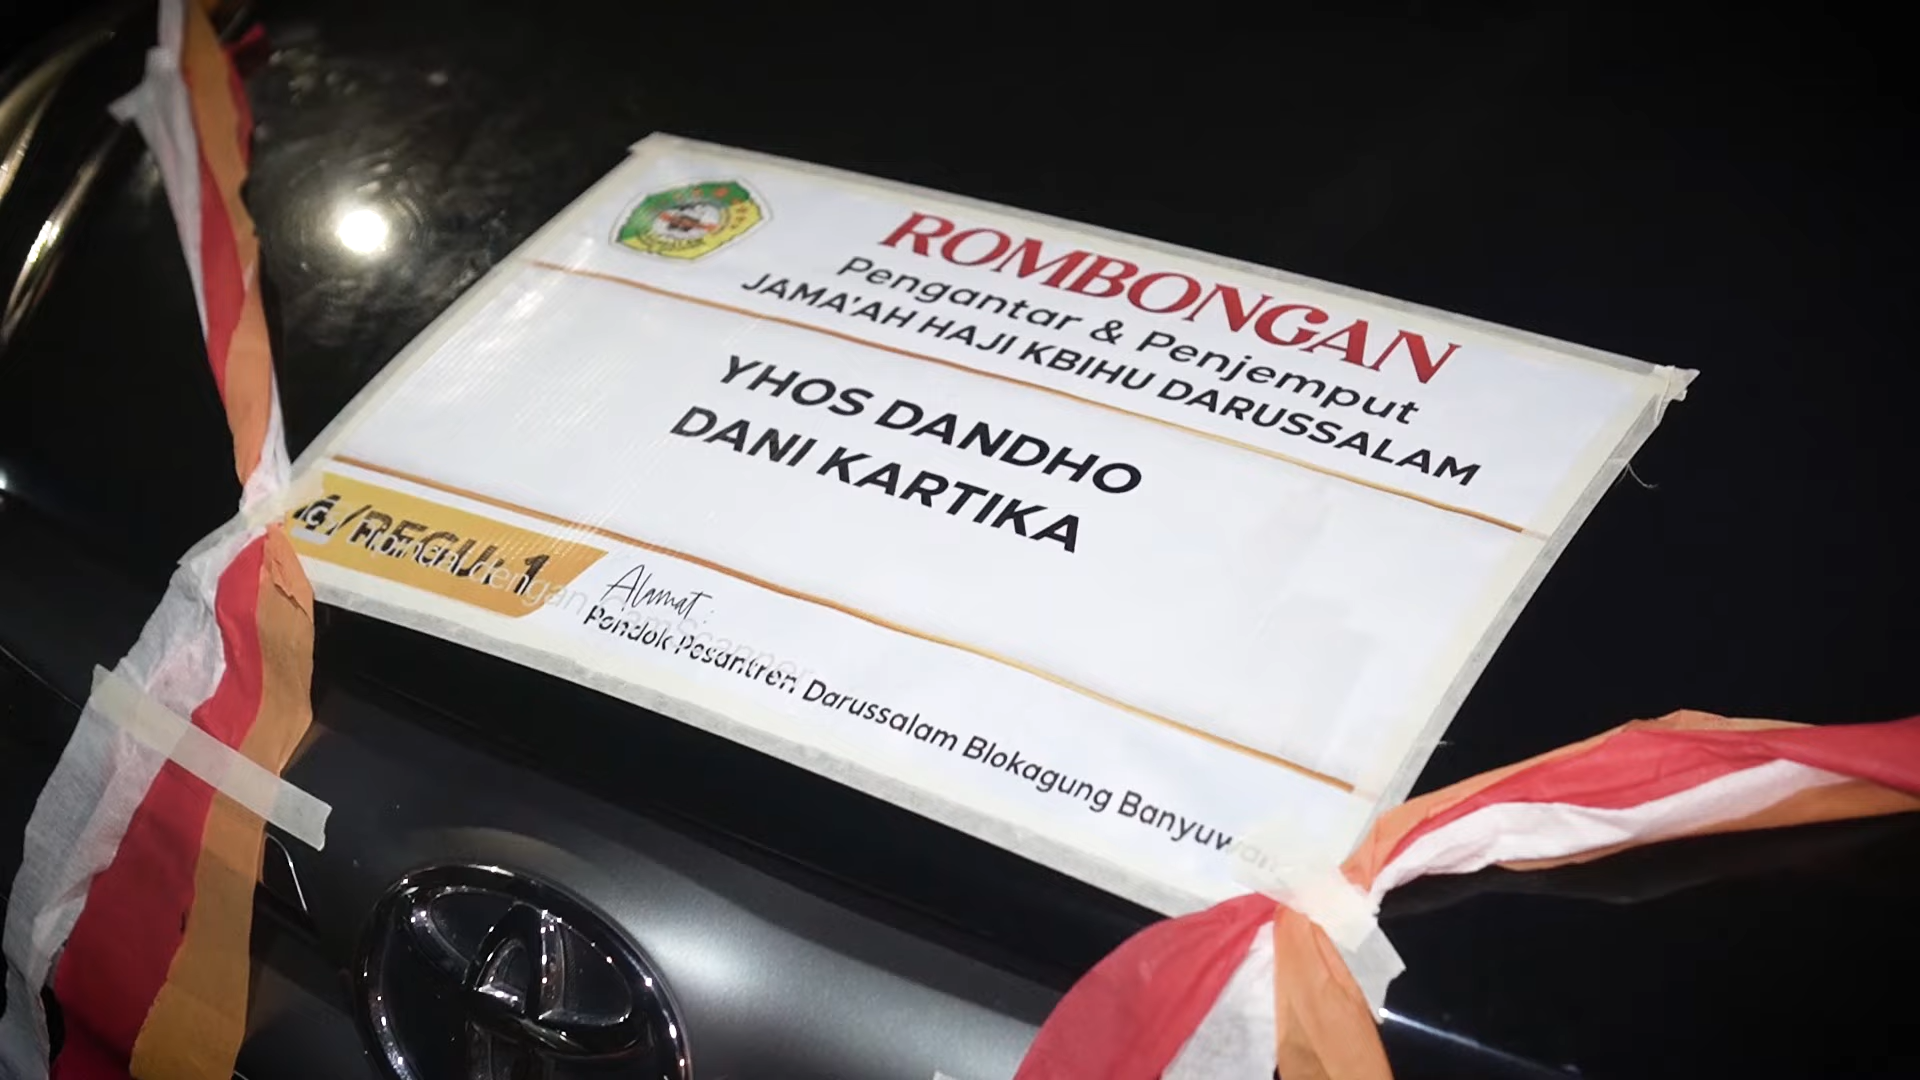 ROMBONGAN
Pengantar & Penjemput
JAMA'AH HAJI KBIHU DARUSSALAM
YHOS DANDHO
DANI KARTIKA
/REGU 1
Alamat :
Pondok Pesantren Darussalam Blokagung Banyuwangi